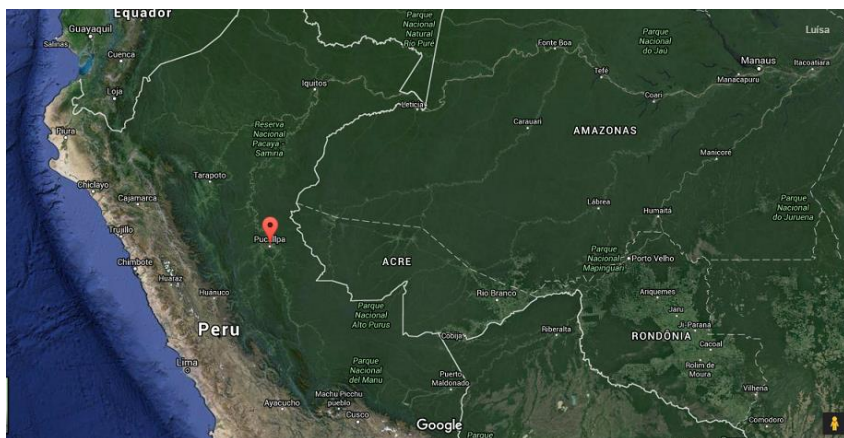 Equador
Guayaquil
Salinas
Cuenca
Loja
Piura
Chiclayo
Cajamarca
Trujillo
Chimbote
Huaraz
Huánuco
Peru
Lima
Ayacucho
Machu Picchu
pueblo
Cusco
Tarapoto
Pucallpa
Iquitos
Reserva
Nacional
Pacaya -
Samiria
Parque
Nacional
Natural
Río Puré
Leticia
Fonte Boa
Tefé
Coari
Carauari
AMAZONAS
Parque
Nacional
do Jaú
Luísa
Manaus
Itacoatiara
Manacapuru
Manicoré
Lábrea
Humaitá
Parque
Nacional
do Juruena
Parque
Nacional
Mapinguari
Porto Velho
ACRE
Rio Branco
Parque
Nacional
Alto Purus
Cobija
Parque
Nacional
del Manu
Puerto
Maldonado
Riberalta
Ariquemes
Jaru
Ji-Paraná
RONDÔNIA
Cacoal
Rolim de
Moura
Vilhena
Comodoro
Google
Parque